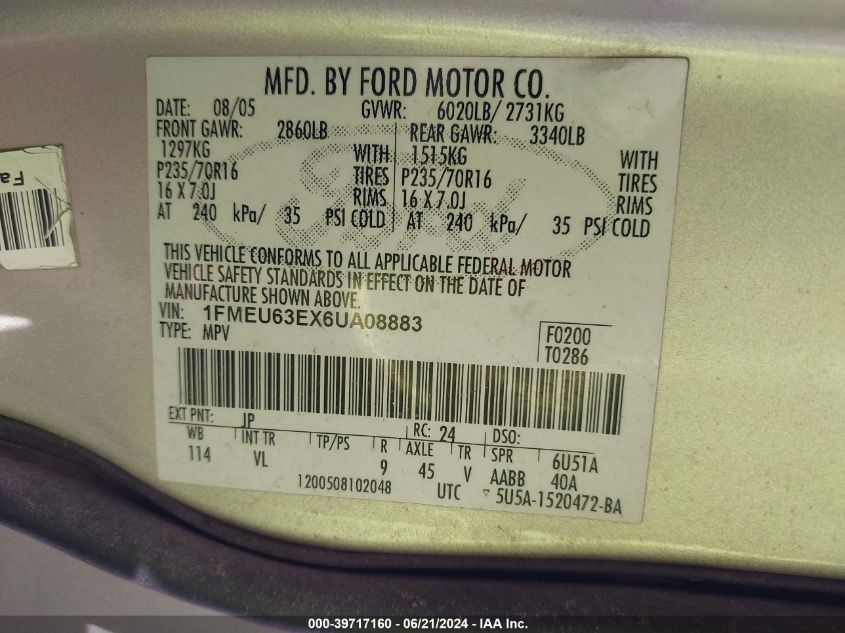 MFD. BY FORD MOTOR CO.
DATE: 08/05 GVWR: 6020LB/ 2731KG
FRONT GAWR: 2860LB REAR GAWR: 3340LB
1297KG WITH 1515KG WITH
P235/70R16 TIRES P235/70R16 TIRES
16 X 7.0J RIMS 16 X 7.0J RIMS
AT 240 kPa/ 35 PSI COLD AT 240 kPa/ 35 PSI COLD
THIS VEHICLE CONFORMS TO ALL APPLICABLE FEDERAL MOTOR
VEHICLE SAFETY STANDARDS IN EFFECT ON THE DATE OF
MANUFACTURE SHOWN ABOVE.
VIN: 1FMEU63EX6UA08883
TYPE: MPV
F0200
T0286
EXT PNT: JP RC: 24 DSO:
WB INT TR TP/PS R AXLE TR SPR 6U51A
114 VL 9 45 V AABB 40A
1200508102048 UTC ▽ 5U5A-1520472-BA
Fa
000-39717160 / 06/21/2024 - IAA Inc.